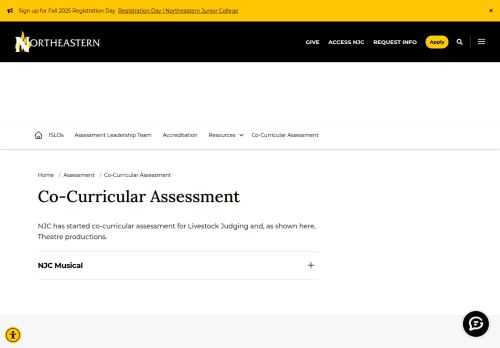 Sign up for Fall 2025 Registration Day Registration Day | Northeastern Junior College ×
NORTHEASTERN GIVE ACCESS NJC REQUEST INFO Apply
ISLOs Assessment Leadership Team Accreditation Resources Co-Curricular Assessment
Home / Assessment / Co-Curricular Assessment
Co-Curricular Assessment
NJC has started co-curricular assessment for Livestock Judging and, as shown here,
Theatre productions.
NJC Musical +